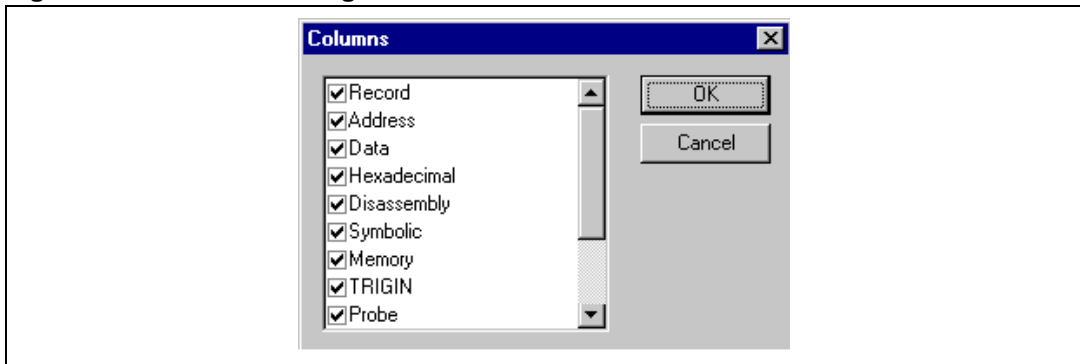 Columns
Record
Address
Data
Hexadecimal
Disassembly
Symbolic
Memory
TRIGIN
Probe
OK
Cancel